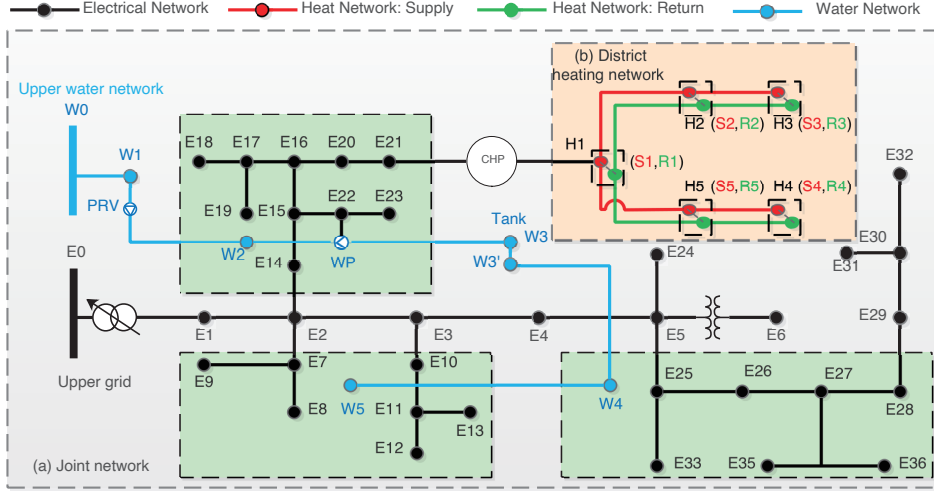 Electrical Network Heat Network: Supply Heat Network: Return Water Network
Upper water network
W0
W1
PRV
E0
Upper grid
E18 E17 E16 E20 E21
E19 E15 E22 E23
W2 E14 WP
CHP
Tank
W3
W3'
(b) District
heating network
H1 (S1,R1)
H2 (S2,R2) H3 (S3,R3)
H5 (S5,R5) H4 (S4,R4)
E32
E24 E31 E30
E1 E2 E3 E4 E5 E6 E29
E9 E7 E10
E8 W5 E11 E13
E12
W4
E25 E26 E27 E28
E33 E35 E36
(a) Joint network